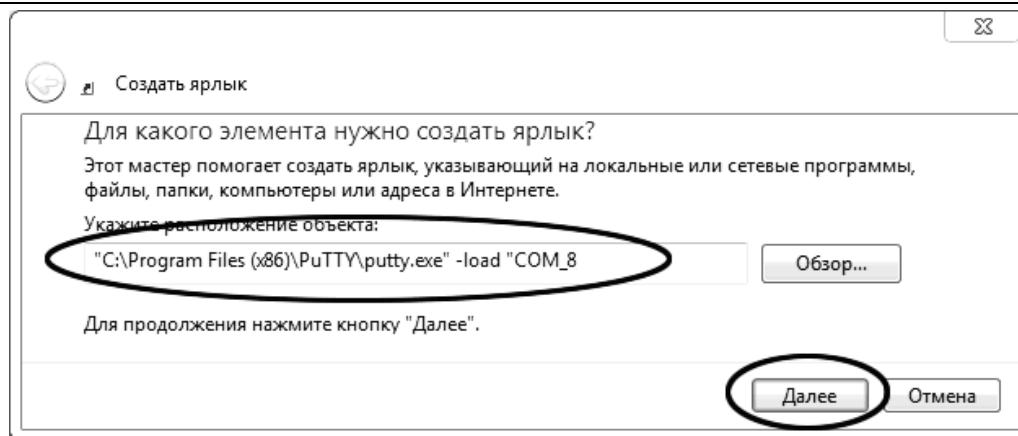 Создать ярлык
Для какого элемента нужно создать ярлык?
Этот мастер помогает создать ярлык, указывающий на локальные или сетевые программы,
файлы, папки, компьютеры или адреса в Интернете.
Укажите расположение объекта:
"C:\Program Files (x86)\PuTTY\putty.exe" -load "COM_8
Обзор...
Для продолжения нажмите кнопку "Далее".
Далее
Отмена